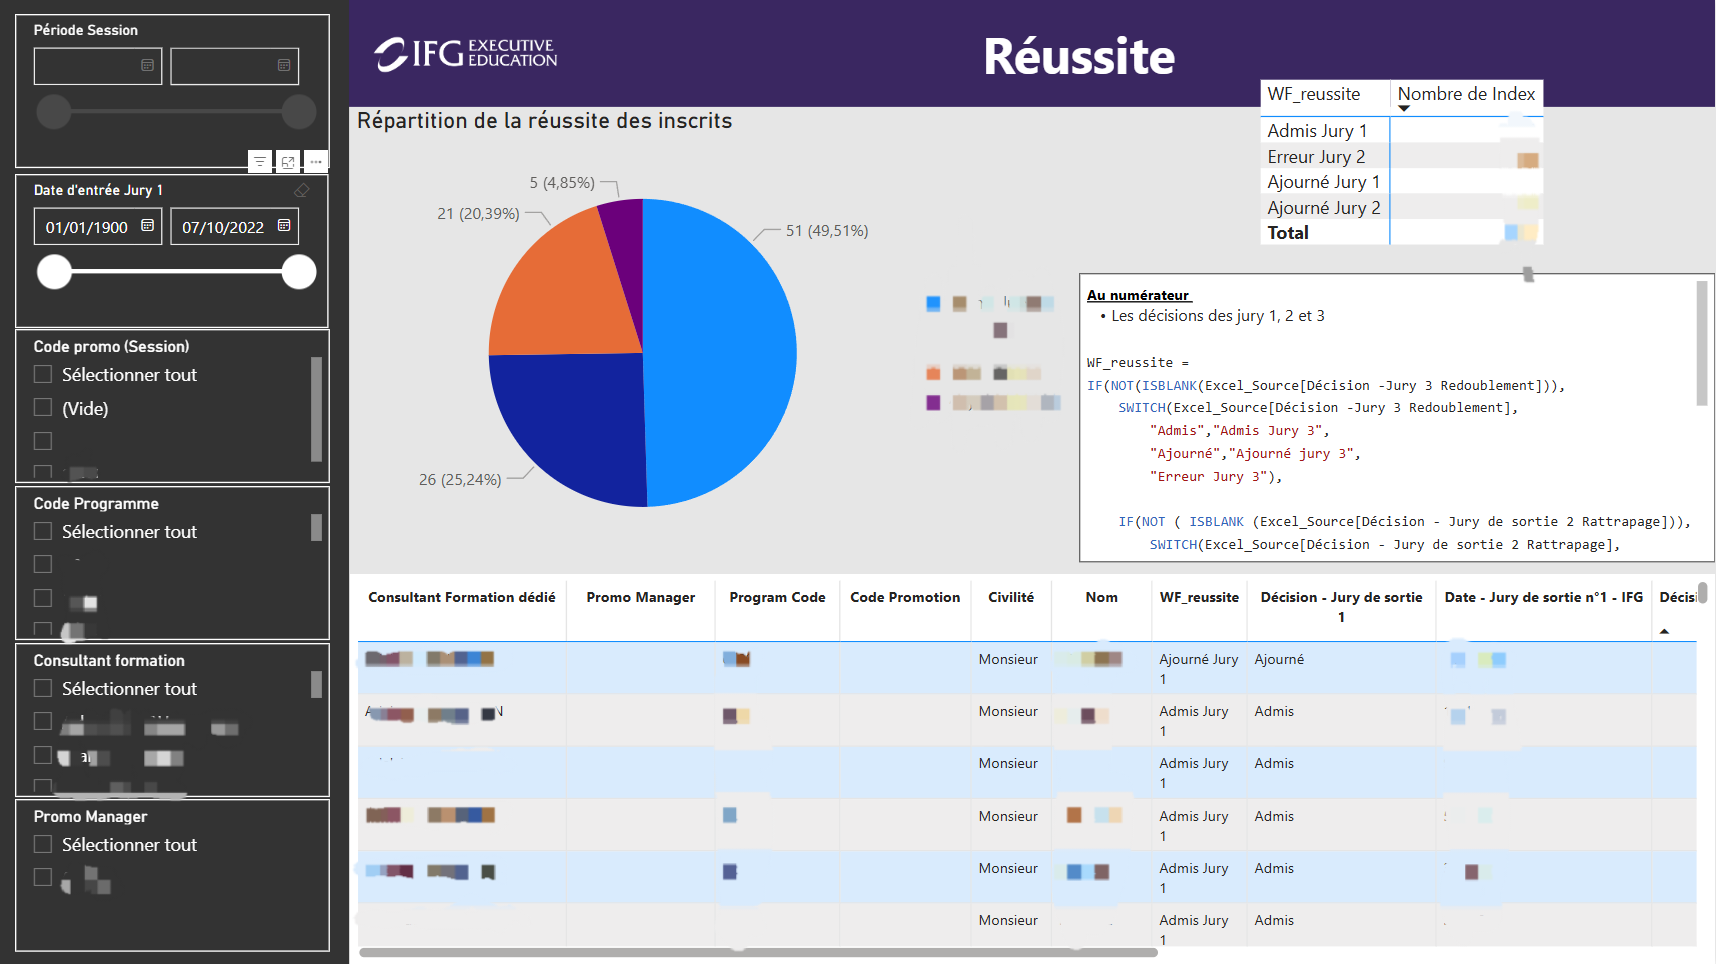 Période Session
Date d'entrée Jury 1
01/01/1900
07/10/2022
Code promo (Session)
Sélectionner tout
(Vide)
Code Programme
Sélectionner tout
Consultant formation
Sélectionner tout
Promo Manager
Sélectionner tout
IFG EXECUTIVE
EDUCATION
Réussite
Répartition de la réussite des inscrits
5 (4,85%)
21 (20,39%)
51 (49,51%)
26 (25,24%)
WF_reussite Nombre de Index
Admis Jury 1
Erreur Jury 2
Ajourné Jury 1
Ajourné Jury 2
Total
Au numérateur
• Les décisions des jury 1, 2 et 3
WF_reussite =
IF(NOT(ISBLANK(Excel_Source[Décision -Jury 3 Redoublement])),
SWITCH(Excel_Source[Décision -Jury 3 Redoublement],
"Admis","Admis Jury 3",
"Ajourné","Ajourné jury 3",
"Erreur Jury 3"),
IF(NOT ( ISBLANK (Excel_Source[Décision - Jury de sortie 2 Rattrapage])),
SWITCH(Excel_Source[Décision - Jury de sortie 2 Rattrapage],
Consultant Formation dédié Promo Manager Program Code Code Promotion Civilité Nom WF_reussite Décision - Jury de sortie 1 Date - Jury de sortie n°1 - IFG Décisi
Monsieur Ajourné Jury 1 Ajourné
Monsieur Admis Jury 1 Admis
Monsieur Admis Jury 1 Admis
Monsieur Admis Jury 1 Admis
Monsieur Admis Jury 1 Admis
Monsieur Admis Jury 1 Admis